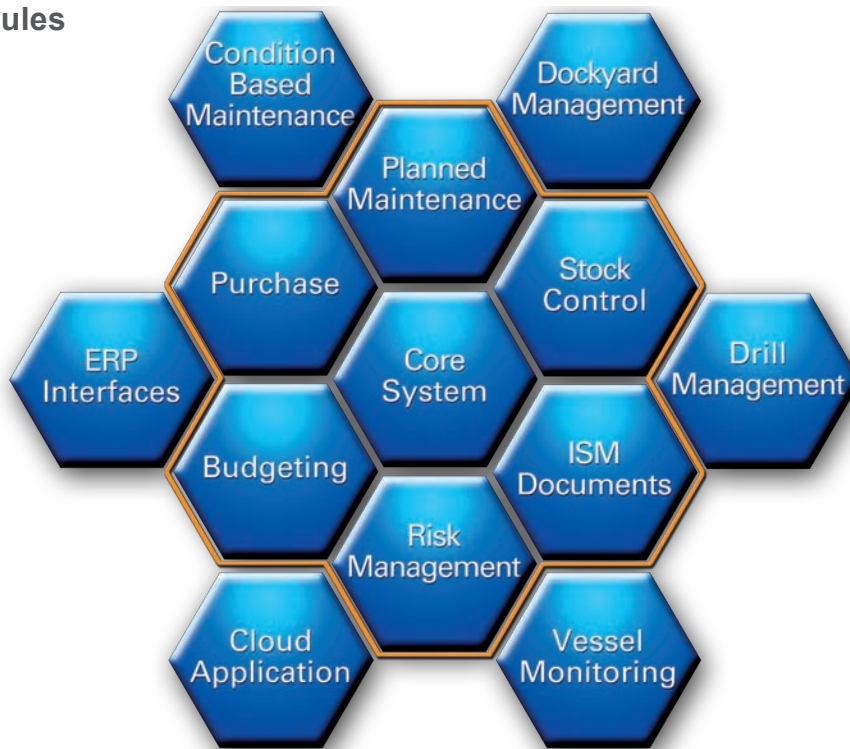 ules
Condition
Based
Maintenance
Dockyard
Management
Planned
Maintenance
Purchase
Stock
Control
ERP
Interfaces
Core
System
Drill
Management
Budgeting
ISM
Documents
Risk
Management
Cloud
Application
Vessel
Monitoring